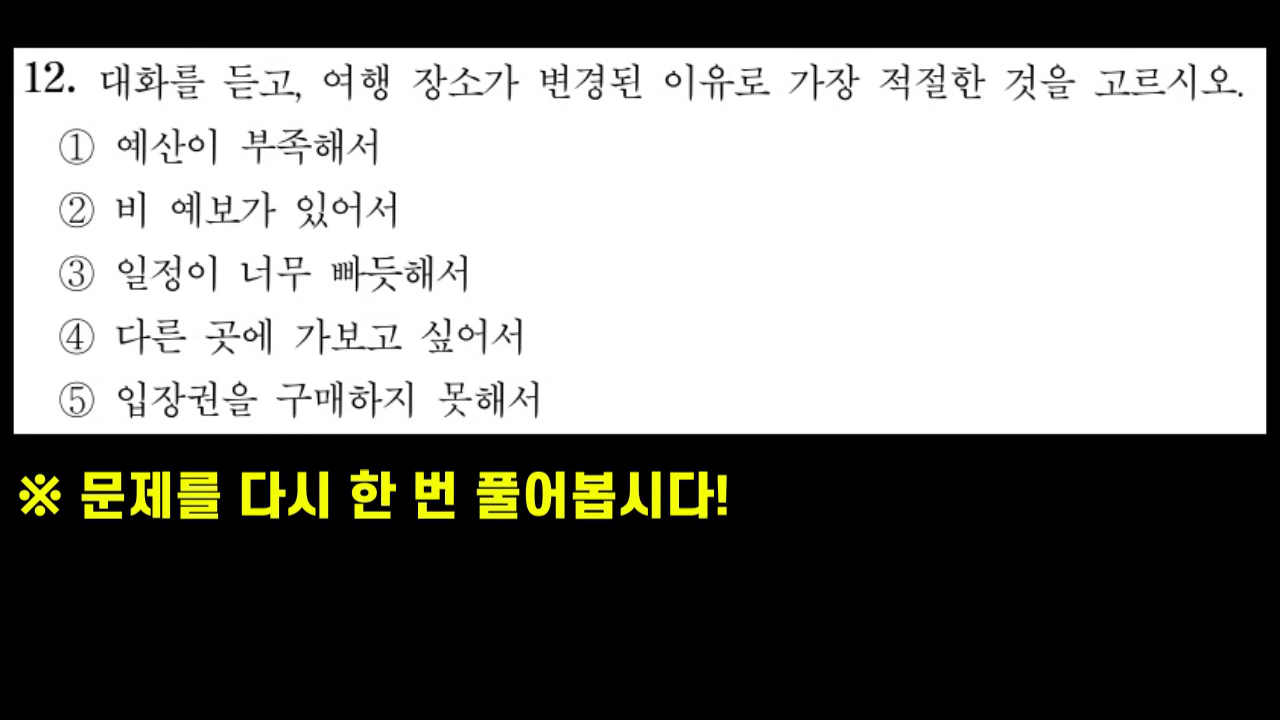 12. 대화를 듣고, 여행 장소가 변경된 이유로 가장 적절한 것을 고르시오.
① 예산이 부족해서
② 비 예보가 있어서
③ 일정이 너무 빠듯해서
④ 다른 곳에 가보고 싶어서
⑤ 입장권을 구매하지 못해서
※ 문제를 다시 한 번 풀어봅시다!